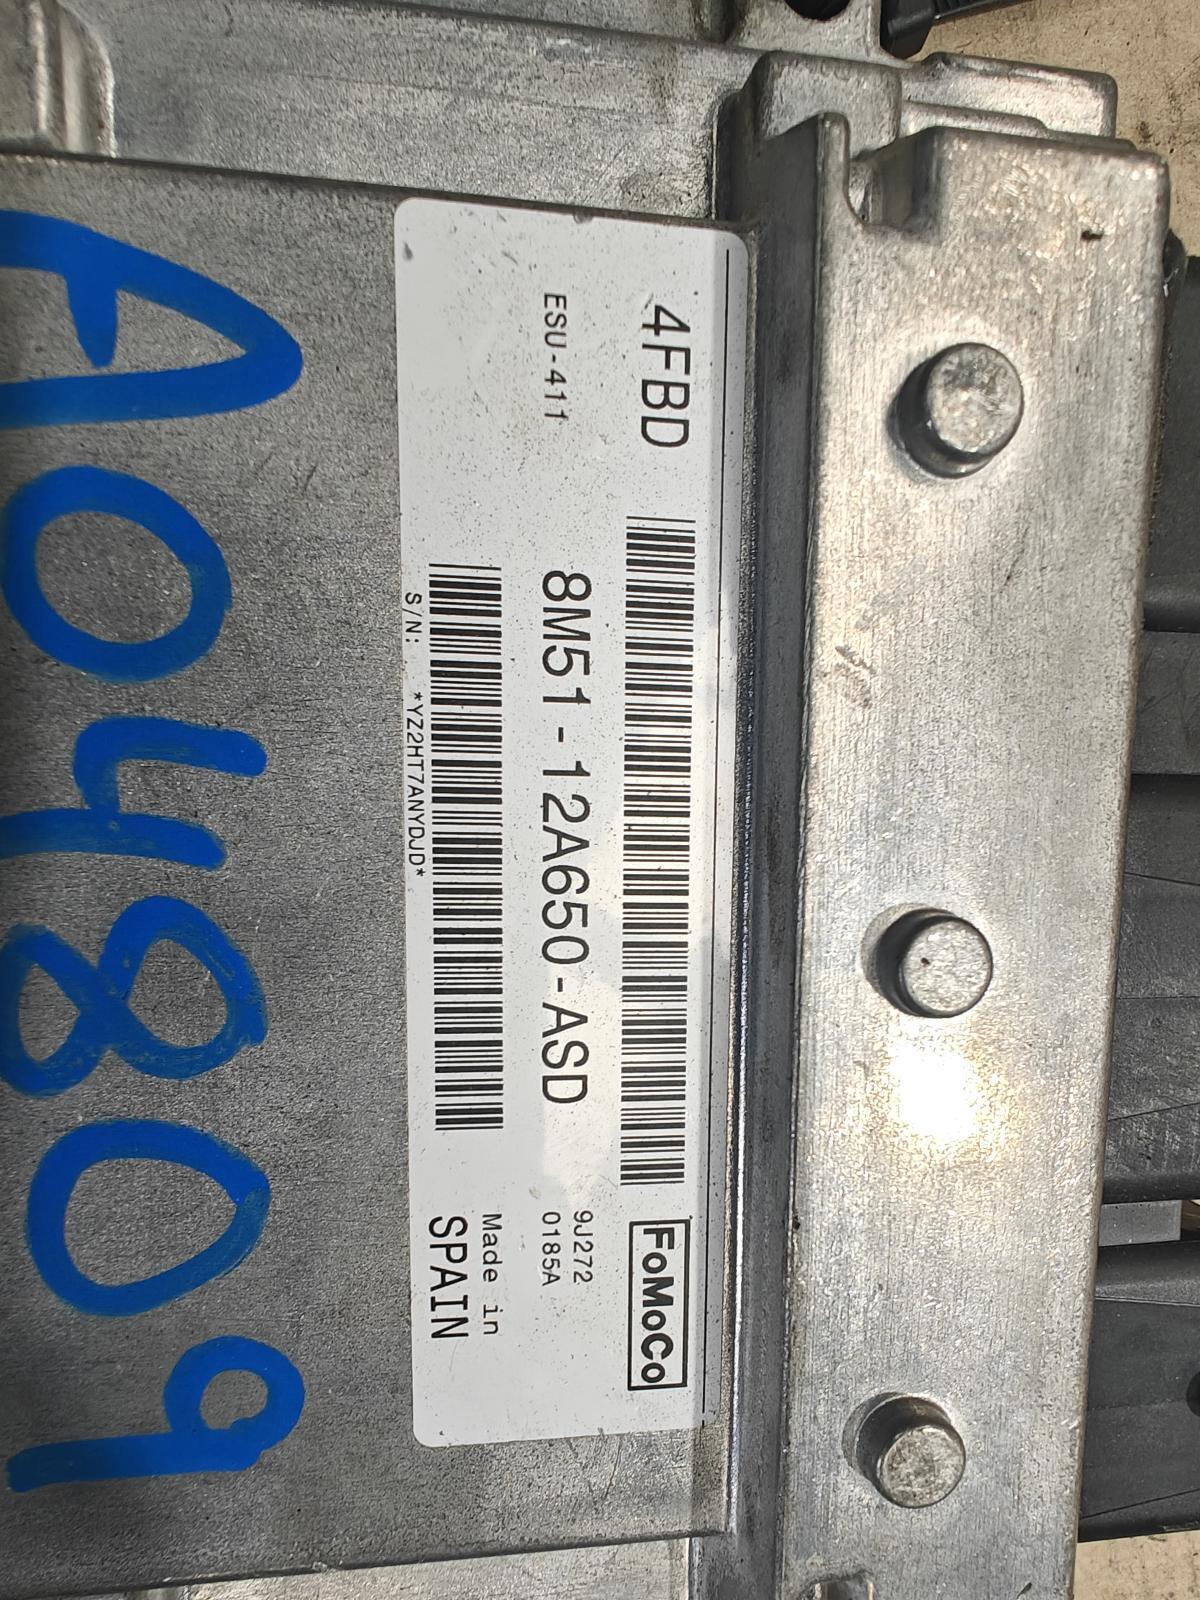 4FBD
FoMoCo
ESU-411
8M51-12A650-ASD
9J272
0185A
Made in
SPAIN
S/N: *YZ2HT7ANYDJD*
A04809